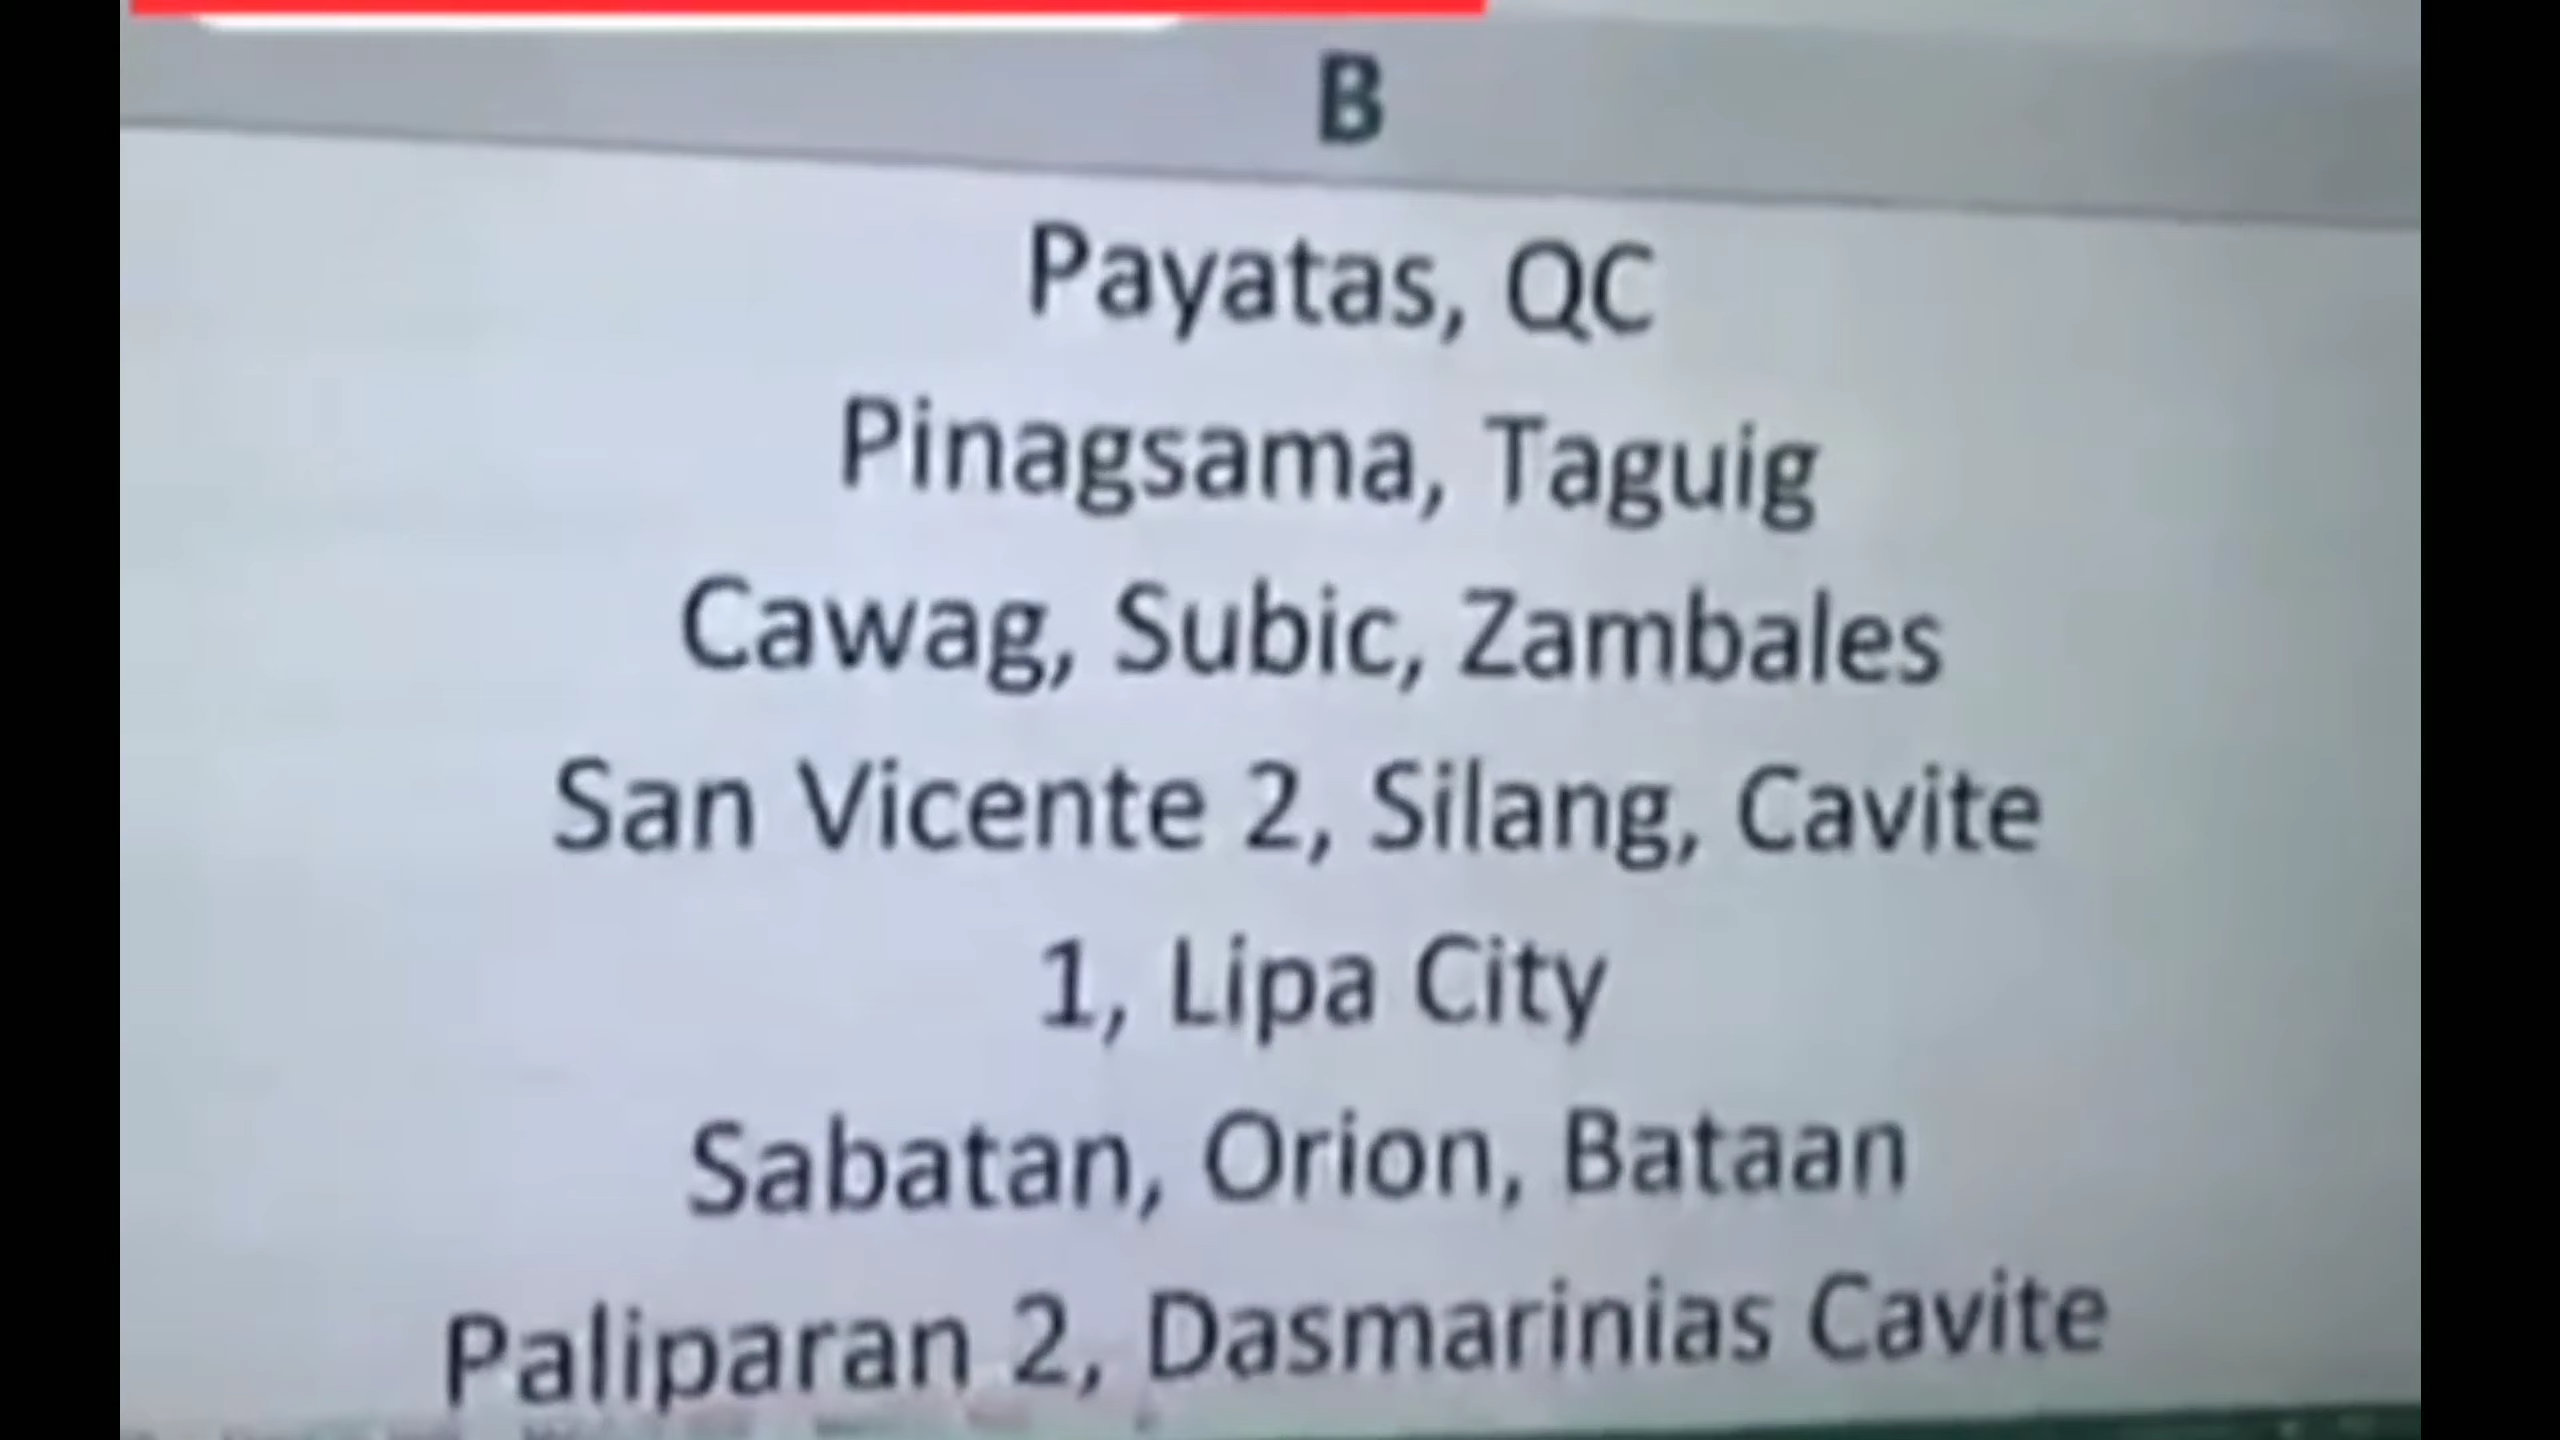 B
Payatas, QC
Pinagsama, Taguig
Cawag, Subic, Zambales
San Vicente 2, Silang, Cavite
1, Lipa City
Sabatan, Orion, Bataan
Paliparan 2, Dasmarinias Cavite